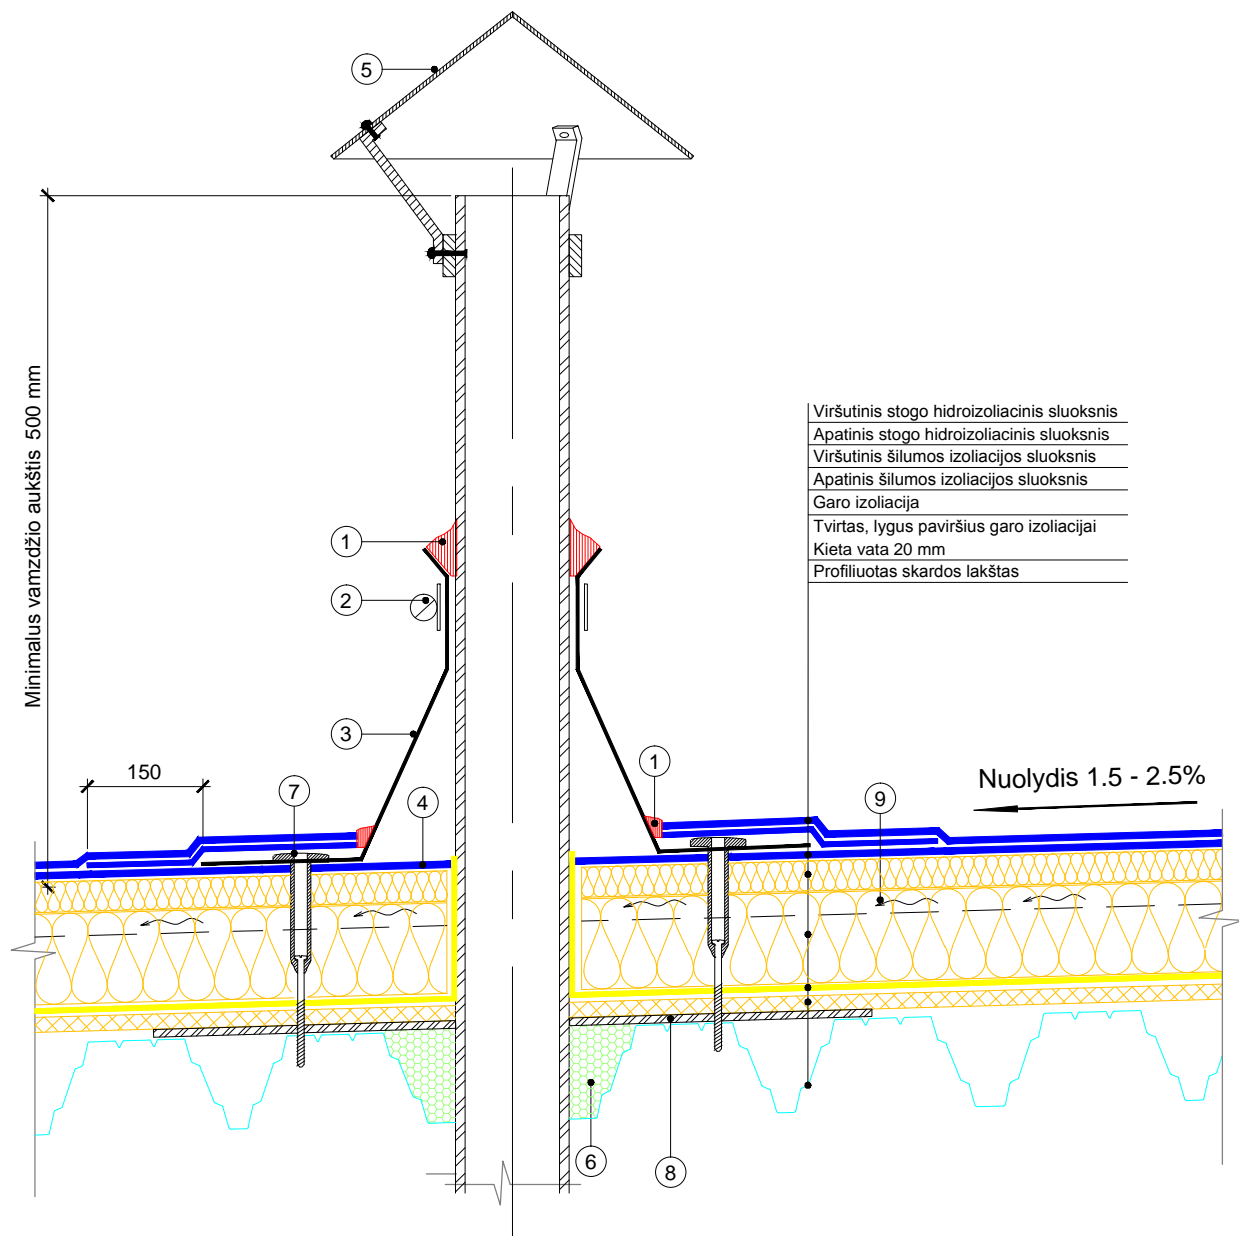 5
Minimalus vamzdžio aukštis 500 mm
Viršutinis stogo hidroizoliacinis sluoksnis
Apatinis stogo hidroizoliacinis sluoksnis
Viršutinis šilumos izoliacijos sluoksnis
Apatinis šilumos izoliacijos sluoksnis
Garo izoliacija
Tvirtas, lygus paviršius garo izoliacijai
Kieta vata 20 mm
Profiliuotas skardos lakštas
1
2
3
1
150
7
4
9
Nuolydis 1.5 - 2.5%
6
8